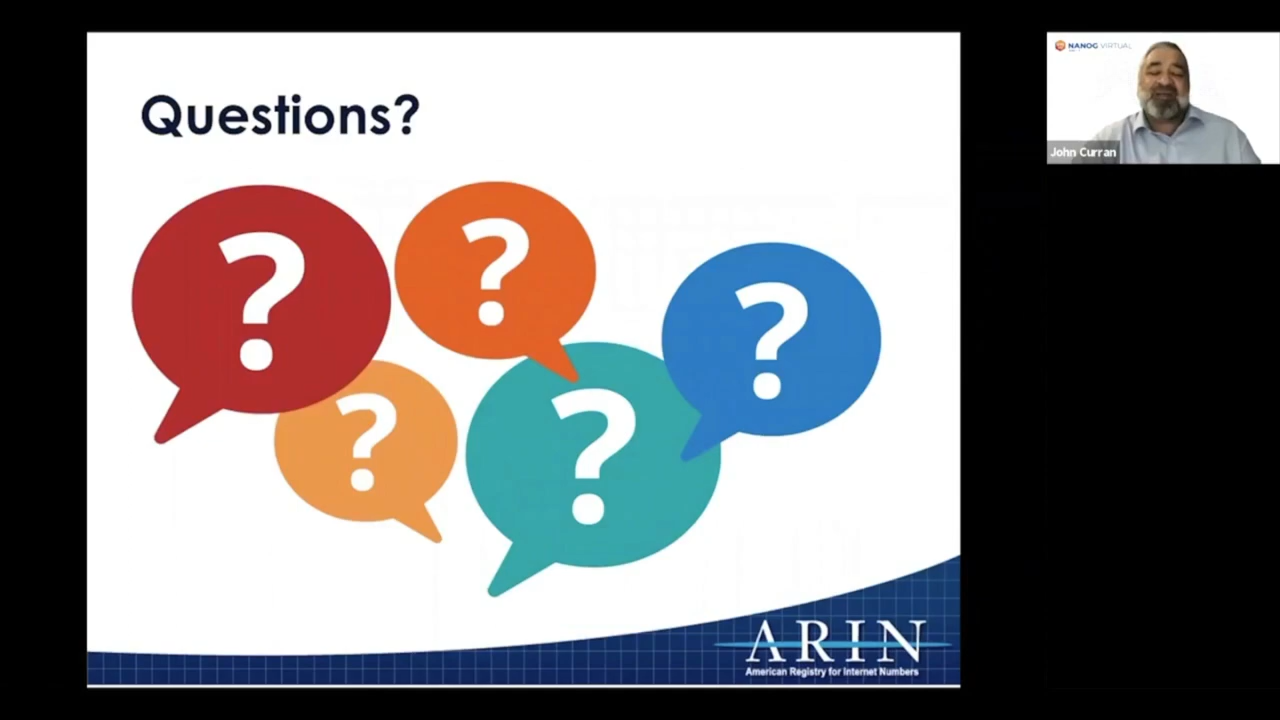 Questions?
?
?
?
?
?
ARIN
American Registry for Internet Numbers
NANOG VIRTUAL
John Curran